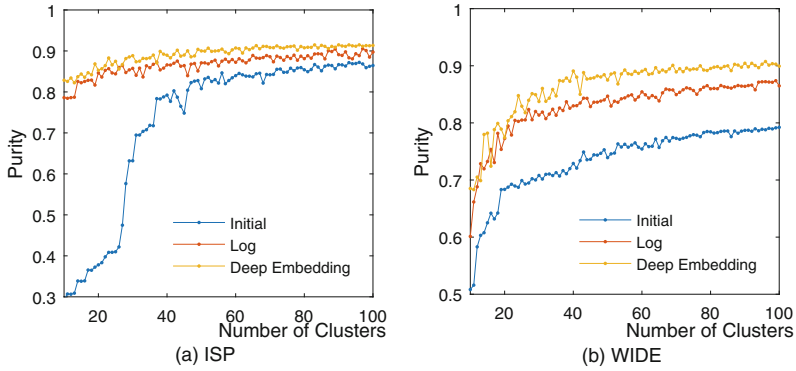 1
0.9
0.8
0.7
0.6
0.5
0.4
0.3
Purity
Initial
Log
Deep Embedding
20 40 60 80 100
Number of Clusters
(a) ISP
1
0.9
0.8
0.7
0.6
0.5
Purity
Initial
Log
Deep Embedding
20 40 60 80 100
Number of Clusters
(b) WIDE